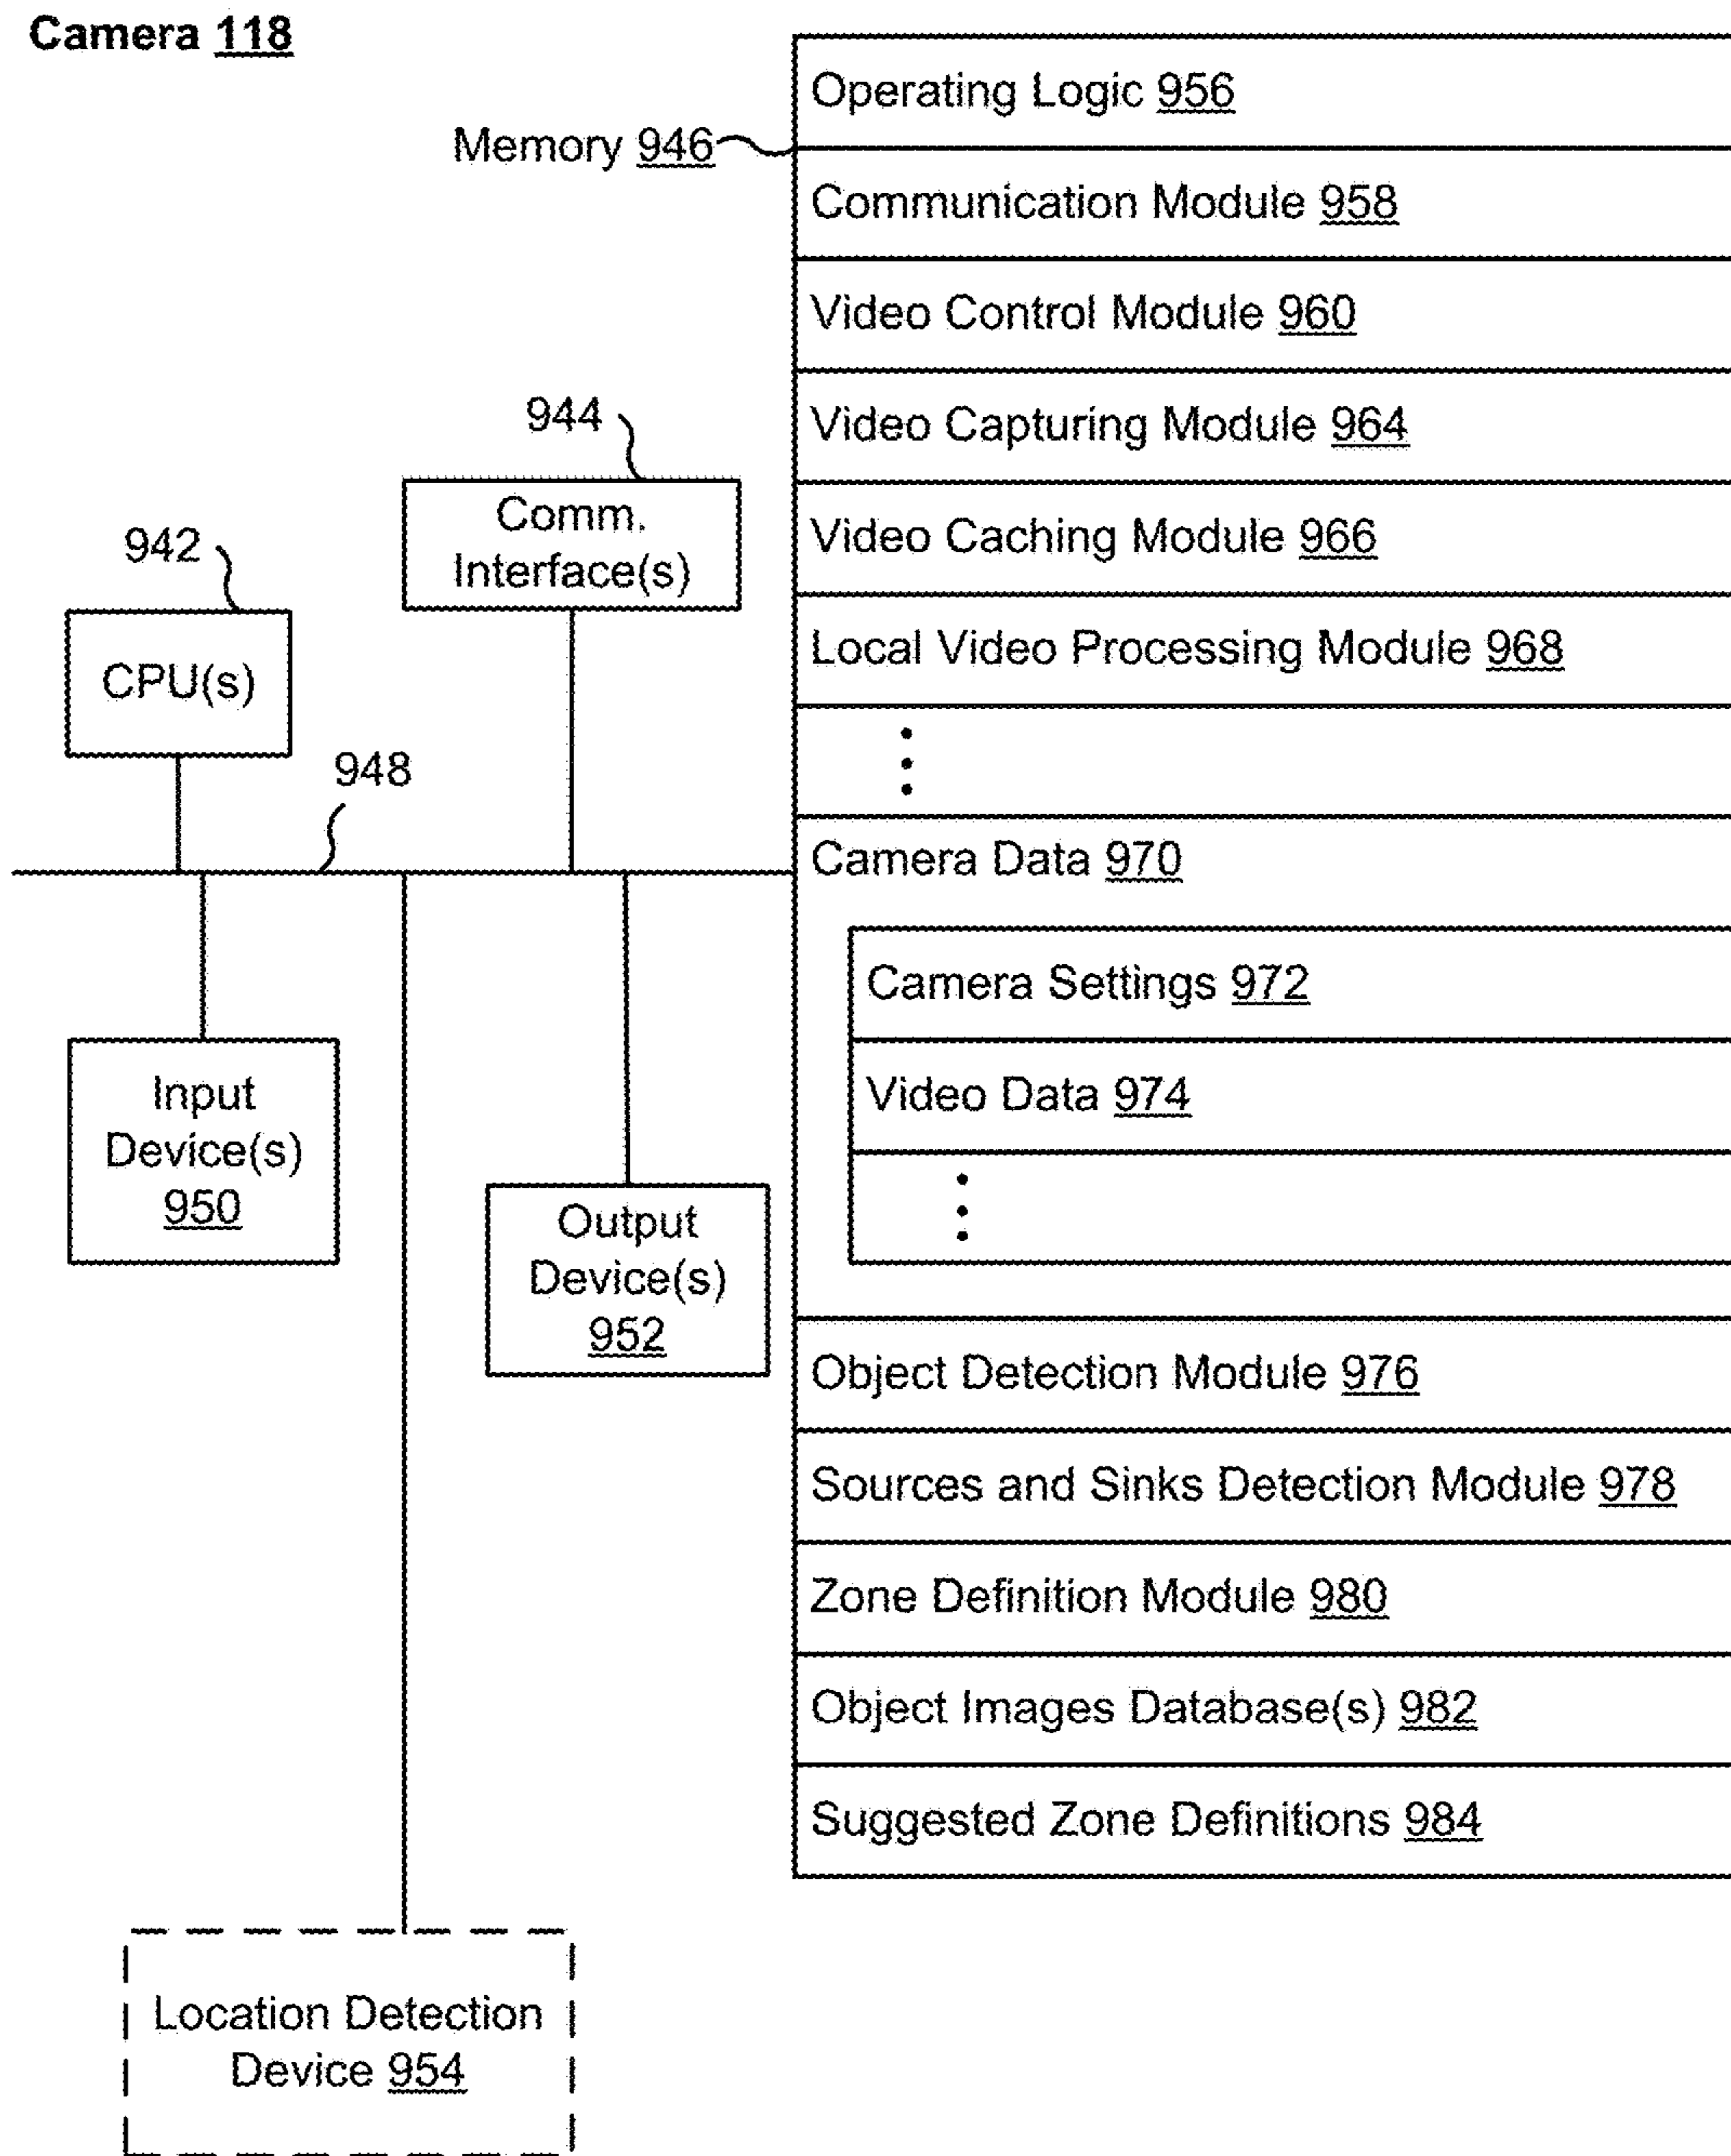 Camera 118
Memory 946
Operating Logic 956
Communication Module 958
Video Control Module 960
Video Capturing Module 964
Video Caching Module 966
Local Video Processing Module 968
Camera Data 970
Camera Settings 972
Video Data 974
Object Detection Module 976
Sources and Sinks Detection Module 978
Zone Definition Module 980
Object Images Database(s) 982
Suggested Zone Definitions 984
944
Comm.
Interface(s)
942
CPU(s)
948
Input
Device(s)
950
Output
Device(s)
952
Location Detection
Device 954